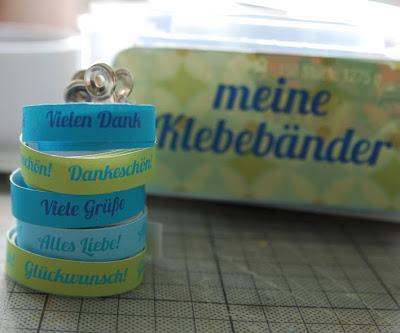 meine
Klebebänder
Vielen Dank
schön! Dankeschön!
Viele Grüße
Alles Liebe!
Glückwunsch!